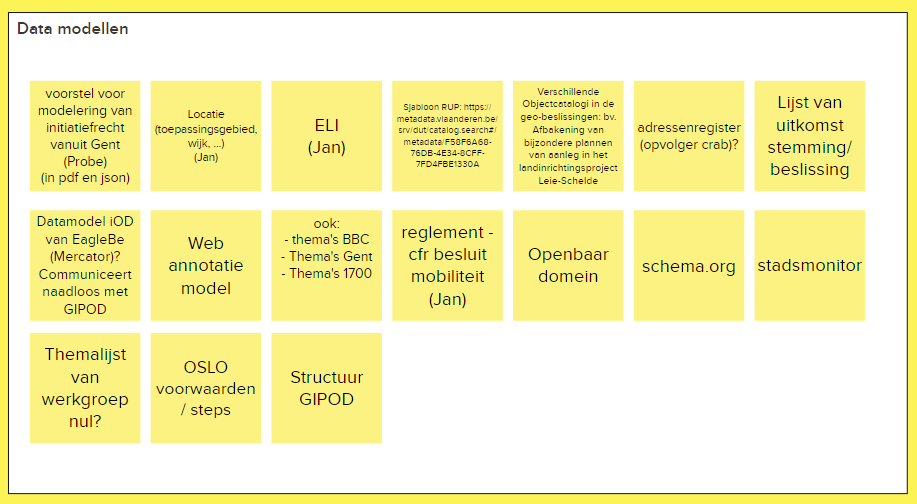 Data modellen
voorstel voor
modelering van
initiatiefrecht
vanuit Gent
(Probe)
(in pdf en json)
Locatie
(toepassingsgebied,
wijk, ...)
(Jan)
ELI
(Jan)
Sjabloon RUP: https://
metadata.vlaanderen.be/
srv/dut/catalog.search#/
metadata/F58F6A68-
76DB-4E34-8CFF-
7FD4FBE1330A
Verschillende
Objectcatalogi in de
geo-beslissingen: bv.
Afbakening van
bijzondere plannen
van aanleg in het
landinrichtingsproject
Leie-Schelde
adressenregister
(opvolger crab)?
Lijst van
uitkomst
stemming/
beslissing
Datamodel iOD
van EagleBe
(Mercator)?
Communiceert
naadloos met
GIPOD
Web
annotatie
model
ook:
- thema's BBC
- Thema's Gent
- Thema's 1700
reglement -
cfr besluit
mobiliteit
(Jan)
Openbaar
domein
schema.org
stadsmonitor
Themalijst
van
werkgroep
nul?
OSLO
voorwaarden
/ steps
Structuur
GIPOD